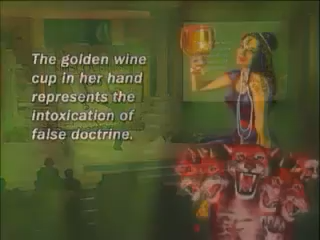 The golden wine
cup in her hand
represents the
intoxication of
false doctrine.